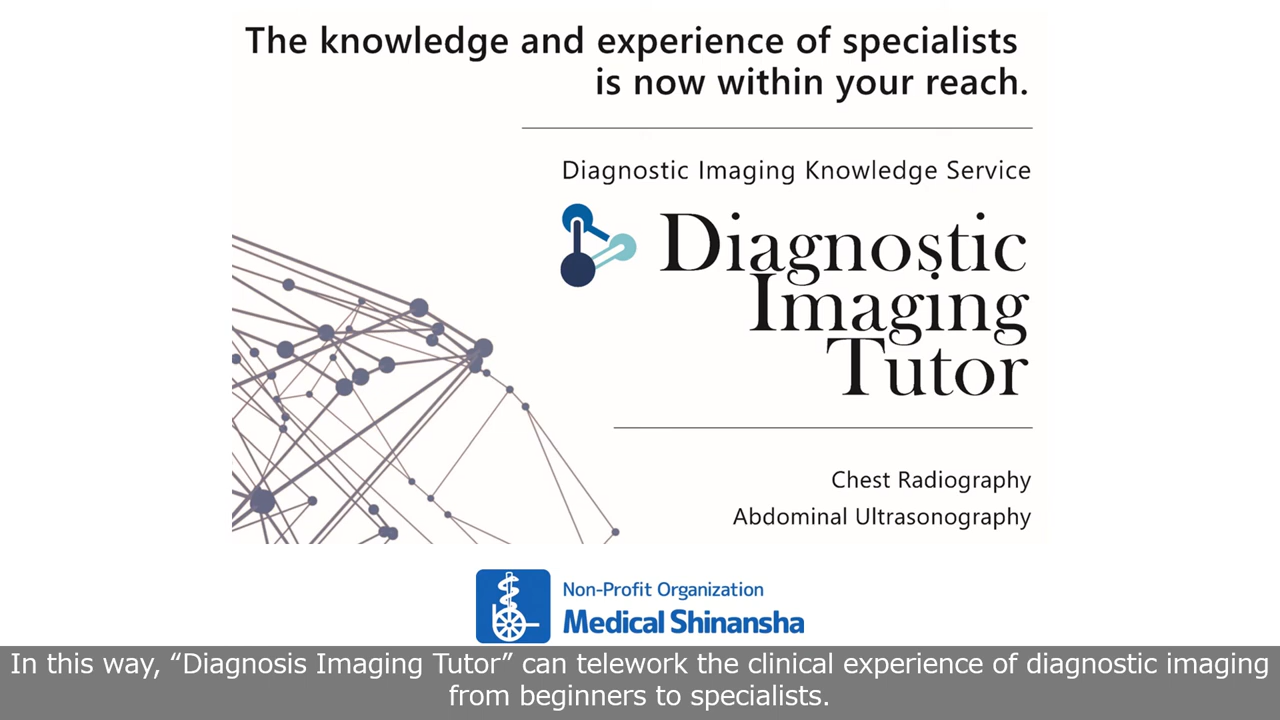 The knowledge and experience of specialists
is now within your reach.
Diagnostic Imaging Knowledge Service
Diagnostic
Imaging
Tutor
Chest Radiography
Abdominal Ultrasonography
Non-Profit Organization
Medical Shinansha
In this way, “Diagnosis Imaging Tutor” can telework the clinical experience of diagnostic imaging
from beginners to specialists.